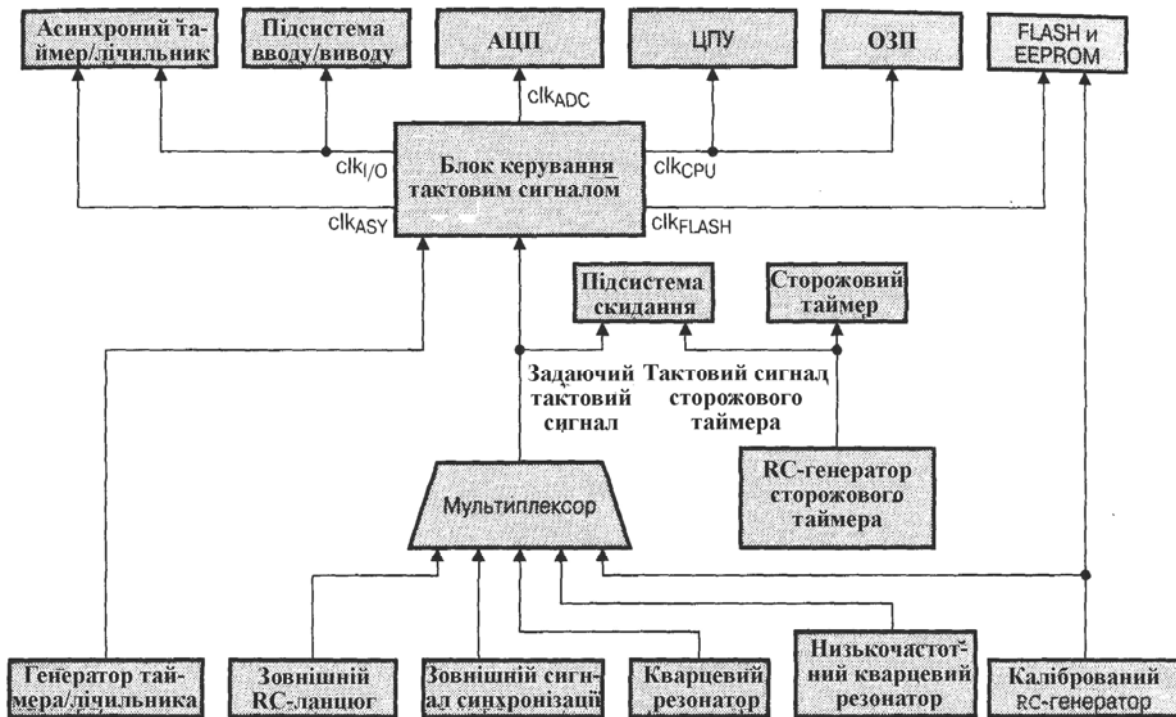 Асинхроний та-
ймер/лічильник
Підсистема
вводу/виводу
АЦП
ЦПУ
ОЗП
FLASH и
EEPROM
clkADC
clkI/O
clkASY
Блок керування
тактовим сигналом
clkCPU
clkFLASH
Підсистема
скидання
Сторожовий
таймер
Задаючий
тактовий
сигнал
Тактовий сигнал
сторожового
таймера
Мультиплексор
RC-генератор
сторожового
таймера
Генератор тай-
мера/лічильника
Зовнішній
RC-ланцюг
Зовнішній сигн-
ал синхронізації
Кварцевий
резонатор
Низькочастот-
ний кварцевий
резонатор
Калібрований
RC-генератор